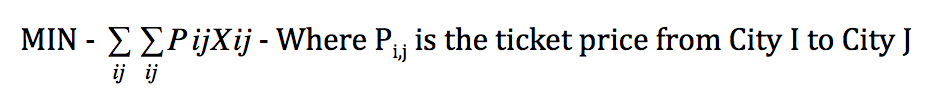 MIN - ∑ ∑ PijXij - Where Pi,j is the ticket price from City I to City J
ij ij